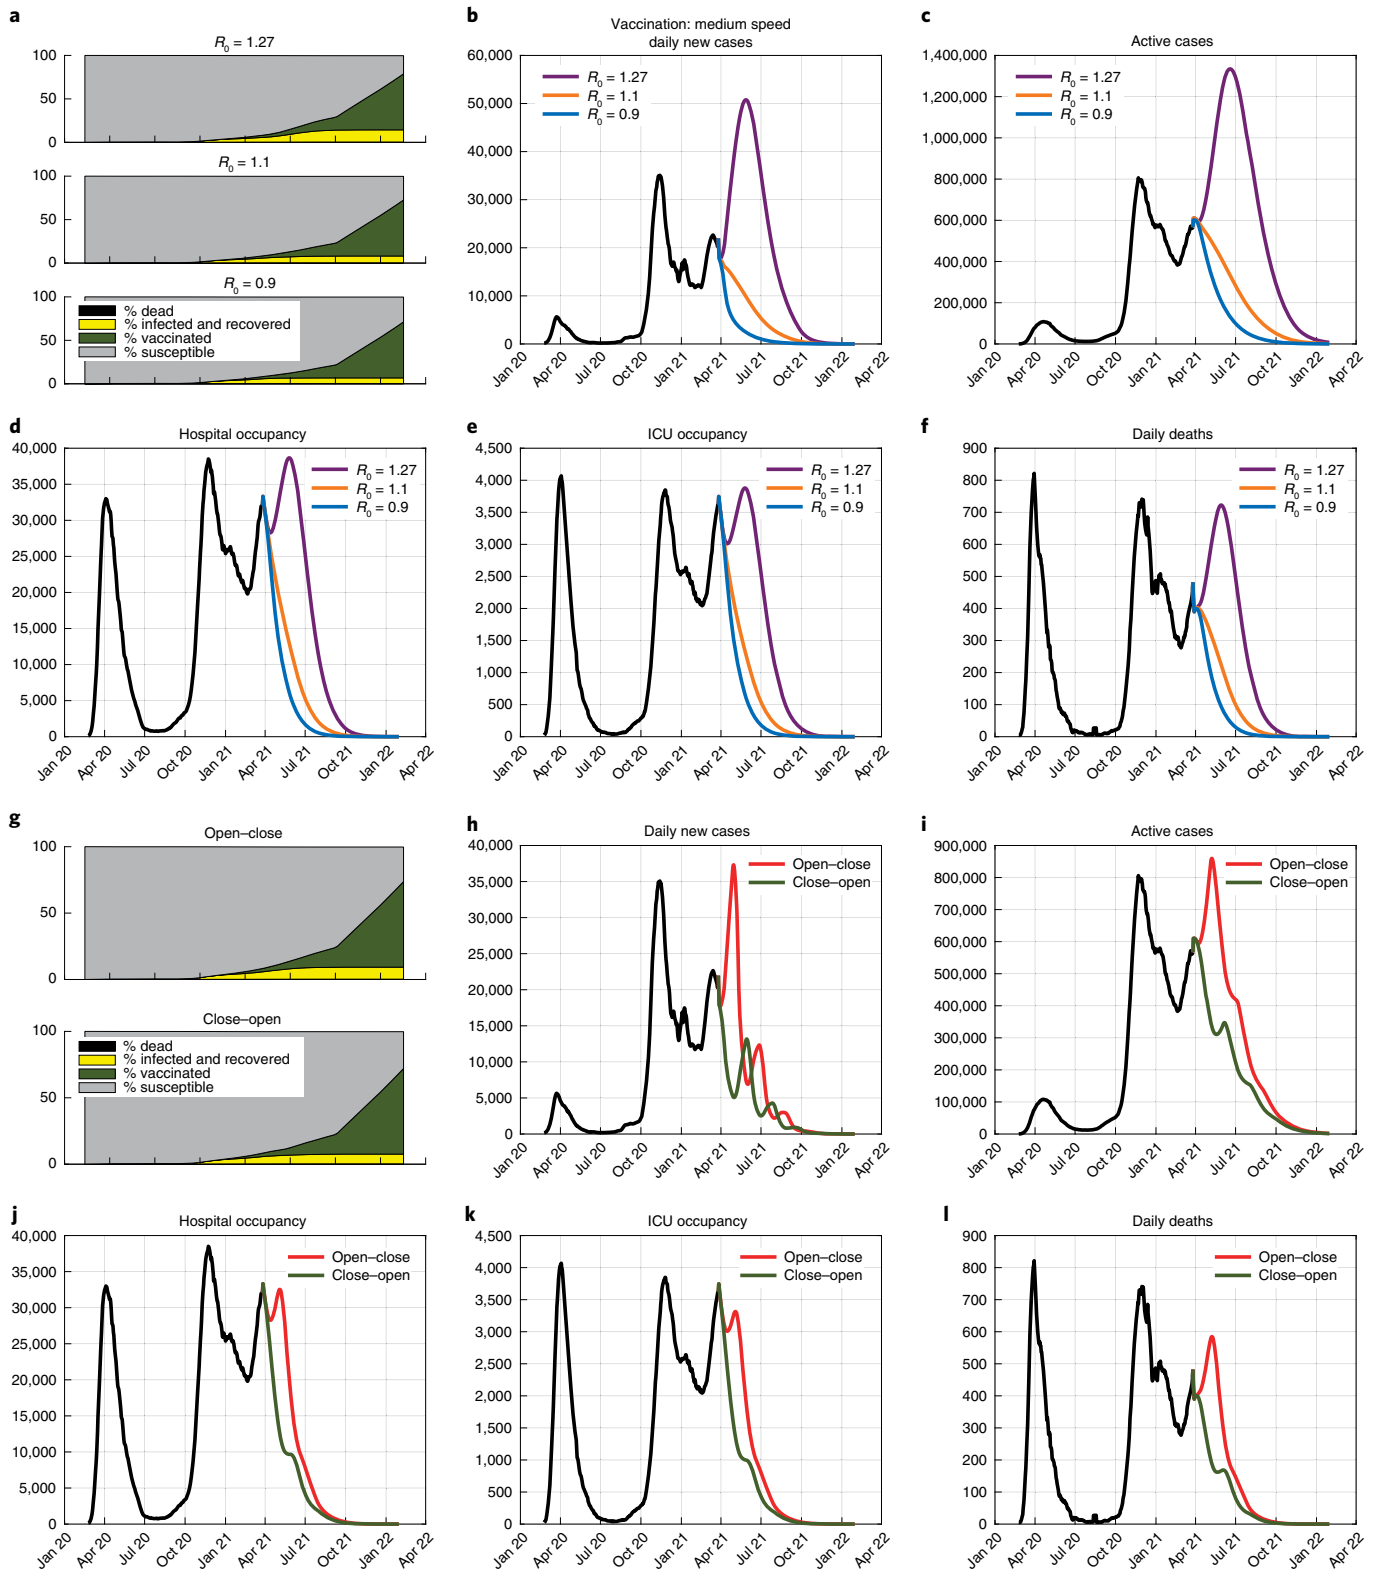 a
R0 = 1.27
100
50
0
R0 = 1.1
100
50
0
R0 = 0.9
100
50
0
% dead
% infected and recovered
% vaccinated
% susceptible
b
Vaccination: medium speed
daily new cases
60,000
50,000
40,000
30,000
20,000
10,000
0
R0 = 1.27
R0 = 1.1
R0 = 0.9
Jan 20 Apr 20 Jul 20 Oct 20 Jan 21 Apr 21 Jul 21 Oct 21 Jan 22 Apr 22
c
Active cases
1,400,000
1,200,000
1,000,000
800,000
600,000
400,000
200,000
0
R0 = 1.27
R0 = 1.1
R0 = 0.9
Jan 20 Apr 20 Jul 20 Oct 20 Jan 21 Apr 21 Jul 21 Oct 21 Jan 22 Apr 22
d
Hospital occupancy
40,000
35,000
30,000
25,000
20,000
15,000
10,000
5,000
0
R0 = 1.27
R0 = 1.1
R0 = 0.9
Jan 20 Apr 20 Jul 20 Oct 20 Jan 21 Apr 21 Jul 21 Oct 21 Jan 22 Apr 22
e
ICU occupancy
4,500
4,000
3,500
3,000
2,500
2,000
1,500
1,000
500
0
R0 = 1.27
R0 = 1.1
R0 = 0.9
Jan 20 Apr 20 Jul 20 Oct 20 Jan 21 Apr 21 Jul 21 Oct 21 Jan 22 Apr 22
f
Daily deaths
900
800
700
600
500
400
300
200
100
0
R0 = 1.27
R0 = 1.1
R0 = 0.9
Jan 20 Apr 20 Jul 20 Oct 20 Jan 21 Apr 21 Jul 21 Oct 21 Jan 22 Apr 22
g
Open–close
100
50
0
Close–open
100
50
0
% dead
% infected and recovered
% vaccinated
% susceptible
h
Daily new cases
40,000
35,000
30,000
25,000
20,000
15,000
10,000
5,000
0
Open–close
Close–open
Jan 20 Apr 20 Jul 20 Oct 20 Jan 21 Apr 21 Jul 21 Oct 21 Jan 22 Apr 22
i
Active cases
900,000
800,000
700,000
600,000
500,000
400,000
300,000
200,000
100,000
0
Open–close
Close–open
Jan 20 Apr 20 Jul 20 Oct 20 Jan 21 Apr 21 Jul 21 Oct 21 Jan 22 Apr 22
j
Hospital occupancy
40,000
35,000
30,000
25,000
20,000
15,000
10,000
5,000
0
Open–close
Close–open
Jan 20 Apr 20 Jul 20 Oct 20 Jan 21 Apr 21 Jul 21 Oct 21 Jan 22 Apr 22
k
ICU occupancy
4,500
4,000
3,500
3,000
2,500
2,000
1,500
1,000
500
0
Open–close
Close–open
Jan 20 Apr 20 Jul 20 Oct 20 Jan 21 Apr 21 Jul 21 Oct 21 Jan 22 Apr 22
l
Daily deaths
900
800
700
600
500
400
300
200
100
0
Open–close
Close–open
Jan 20 Apr 20 Jul 20 Oct 20 Jan 21 Apr 21 Jul 21 Oct 21 Jan 22 Apr 22